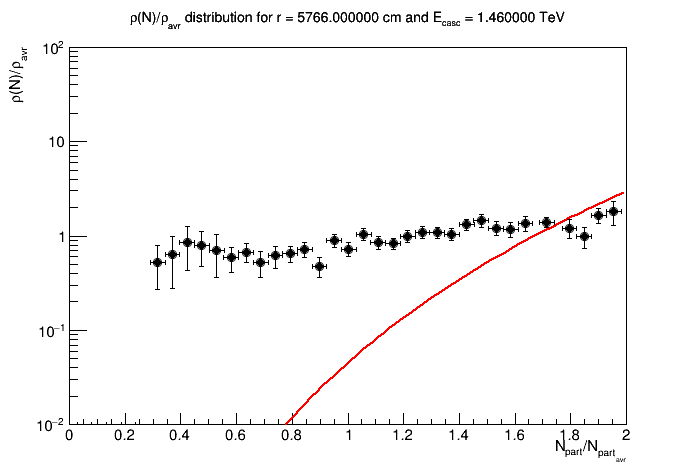 ρ(N)/ρavr distribution for r = 5766.000000 cm and Ecasc = 1.460000 TeV
ρ(N)/ρavr
10²
10
1
10⁻¹
10⁻²
0 0.2 0.4 0.6 0.8 1 1.2 1.4 1.6 1.8 2
Npart/Npartavr